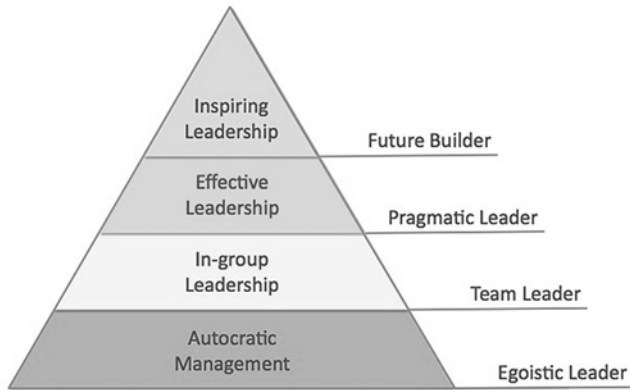 Inspiring
Leadership
Future Builder
Effective
Leadership
Pragmatic Leader
In-group
Leadership
Team Leader
Autocratic
Management
Egoistic Leader